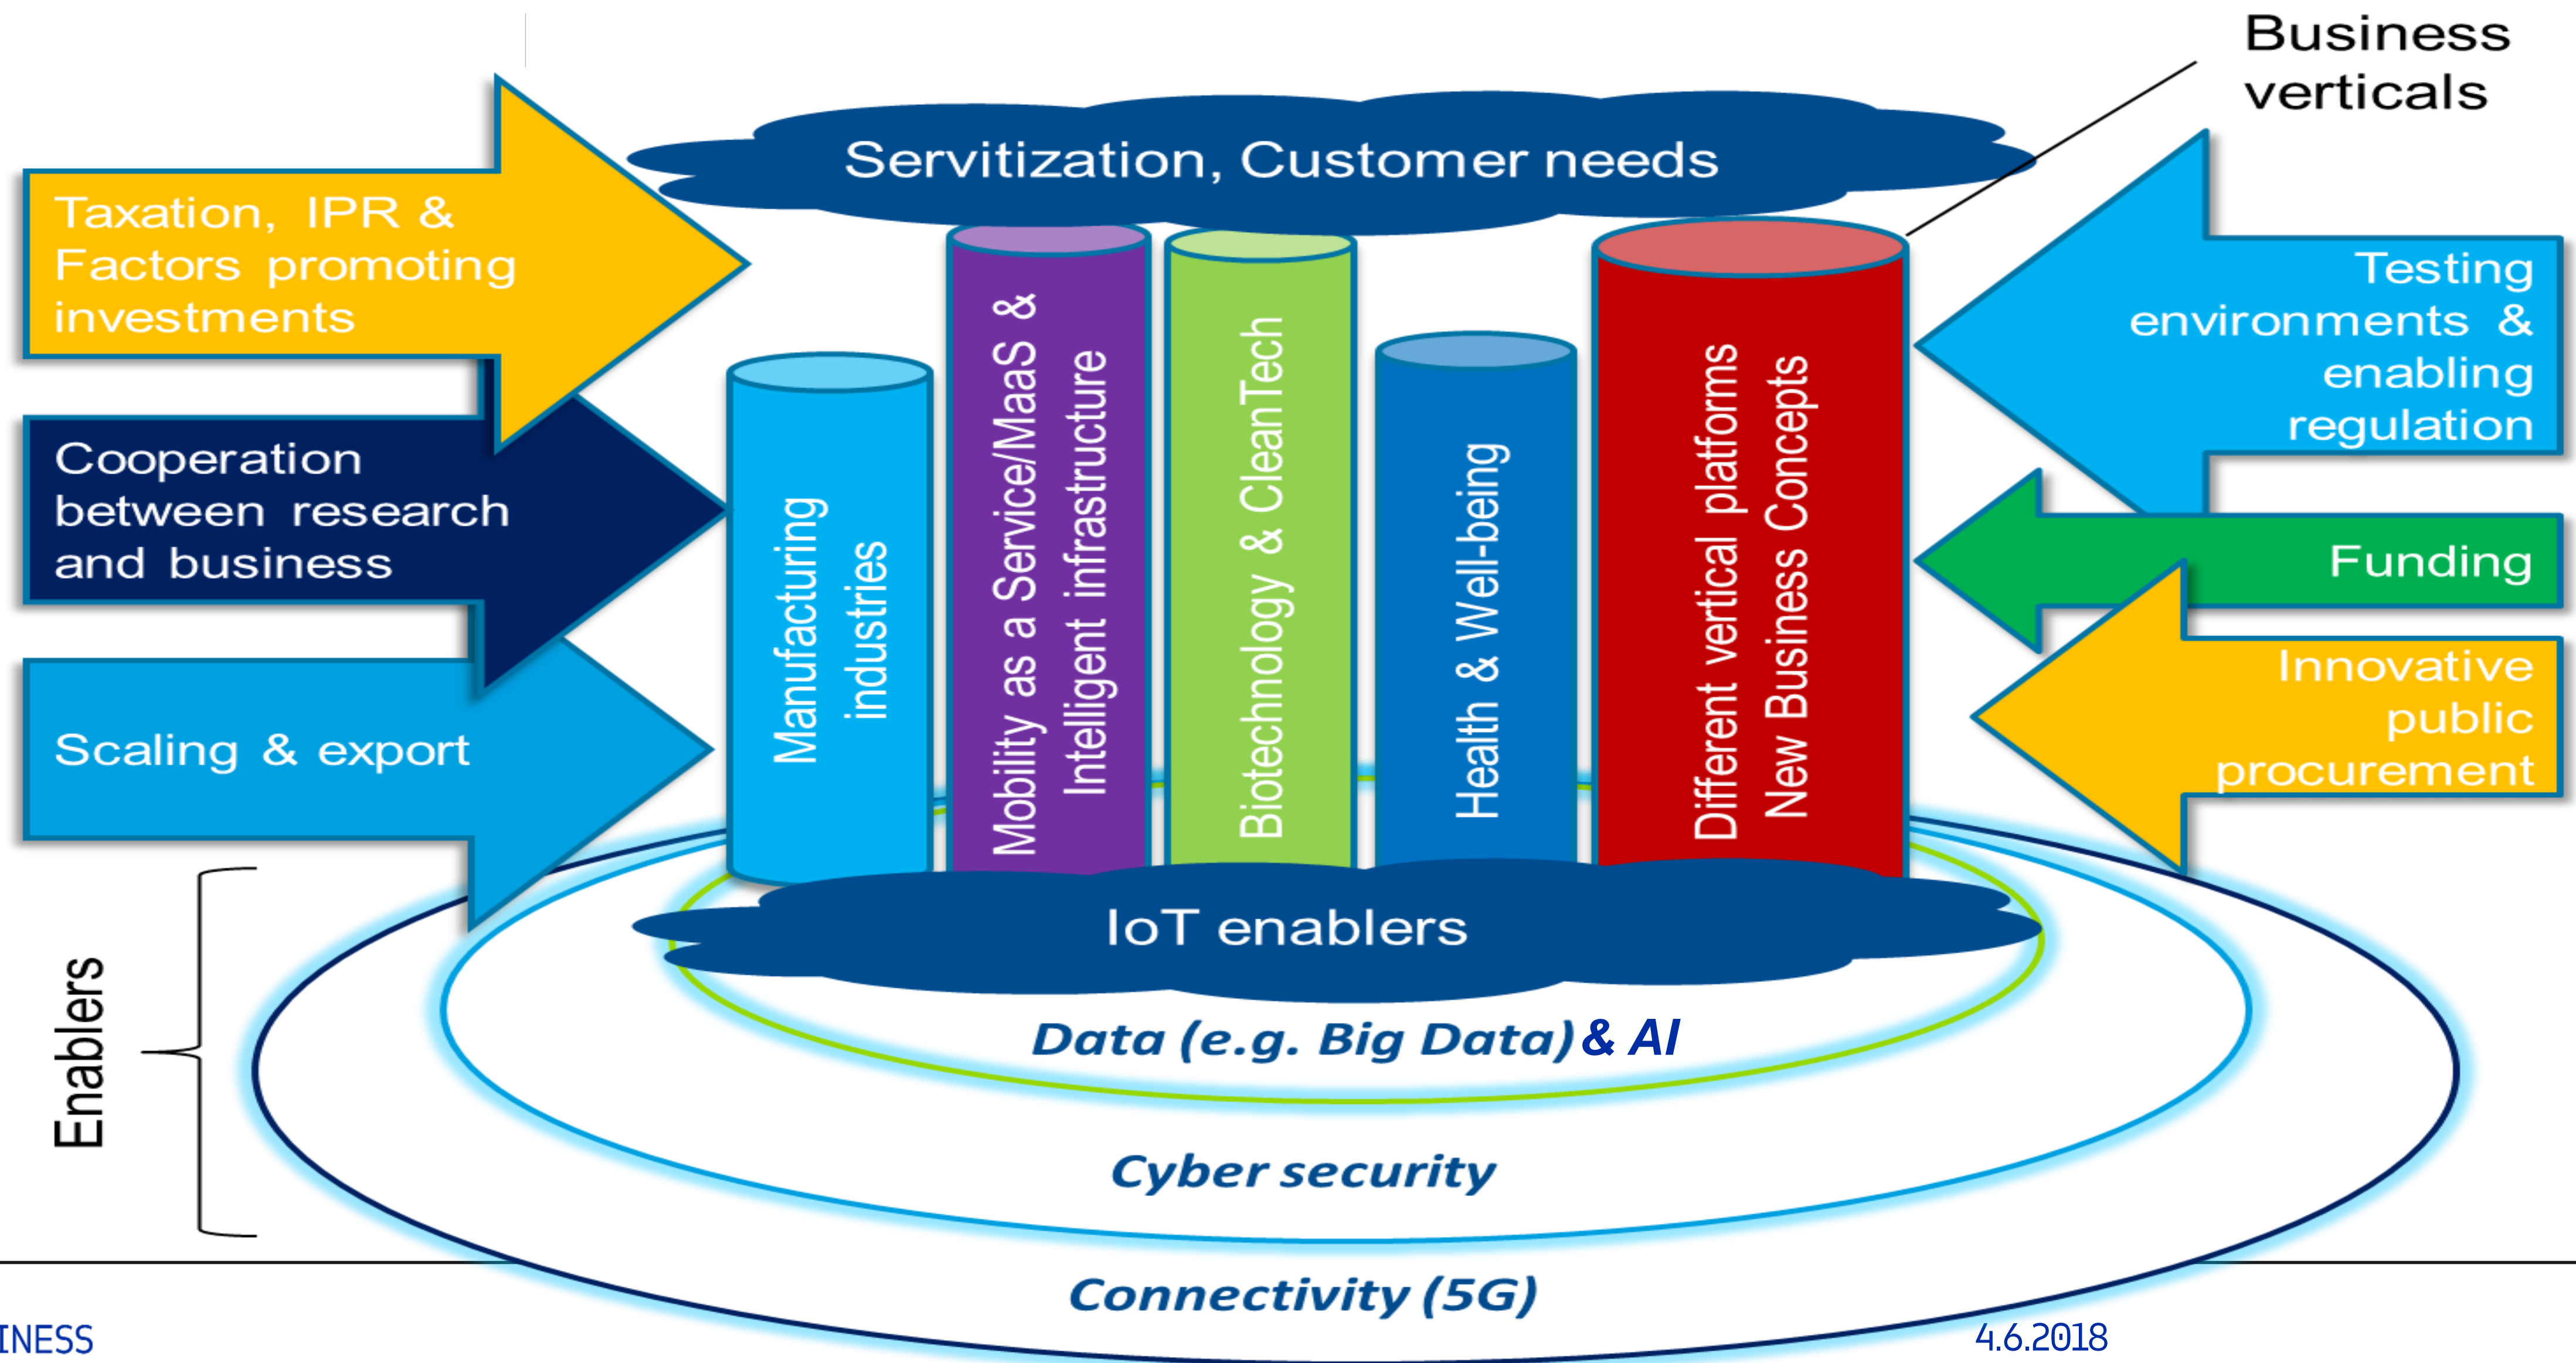 Business
verticals
Servitization, Customer needs
Taxation, IPR &
Factors promoting
investments
Cooperation
between research
and business
Scaling & export
Manufacturing
industries
Mobility as a Service/MaaS &
Intelligent infrastructure
Biotechnology & CleanTech
Health & Well-being
Different vertical platforms
New Business Concepts
Testing
environments &
enabling
regulation
Funding
Innovative
public
procurement
Enablers
IoT enablers
Data (e.g. Big Data) & AI
Cyber security
Connectivity (5G)
INESS
4.6.2018